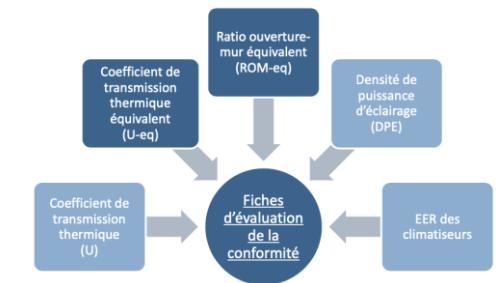 Ratio ouverture-
mur équivalent
(ROM-eq)
Coefficient de
transmission
thermique
équivalent
(U-eq)
Densité de
puissance
d'éclairage
(DPE)
Coefficient de
transmission
thermique
(U)
Fiches
d'évaluation
de la
conformité
EER des
climatiseurs